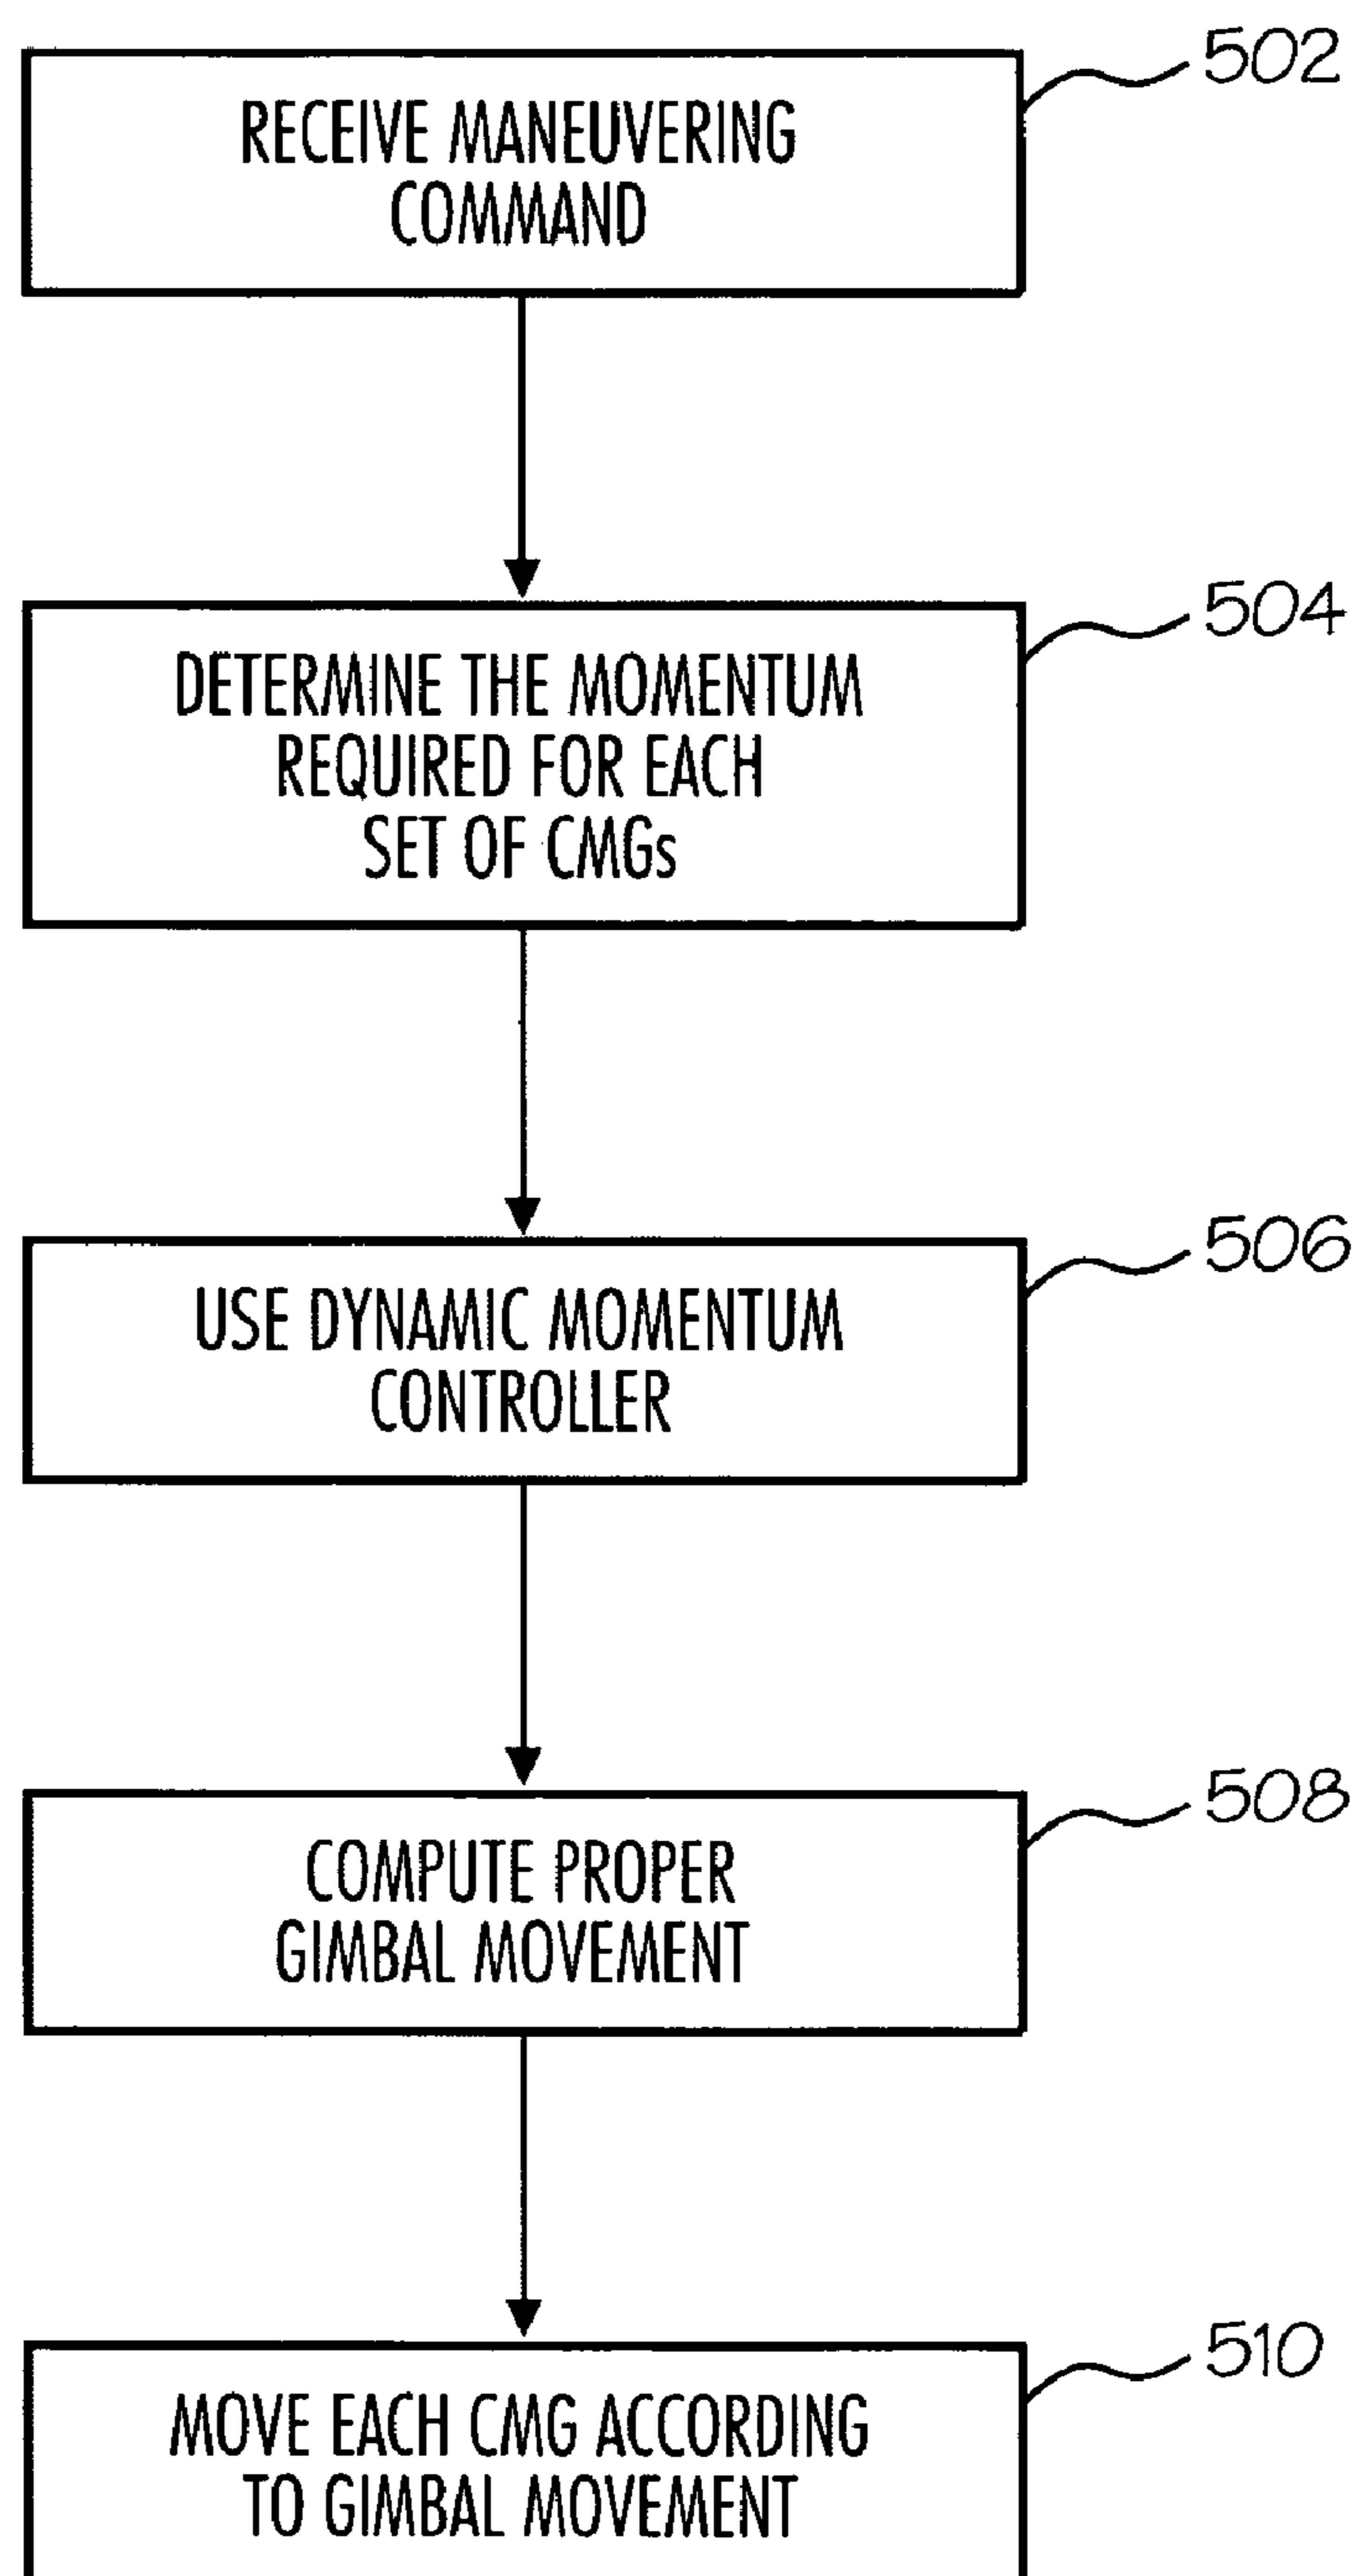 502
RECEIVE MANEUVERING
COMMAND
504
DETERMINE THE MOMENTUM
REQUIRED FOR EACH
SET OF CMGs
506
USE DYNAMIC MOMENTUM
CONTROLLER
508
COMPUTE PROPER
GIMBAL MOVEMENT
510
MOVE EACH CMG ACCORDING
TO GIMBAL MOVEMENT